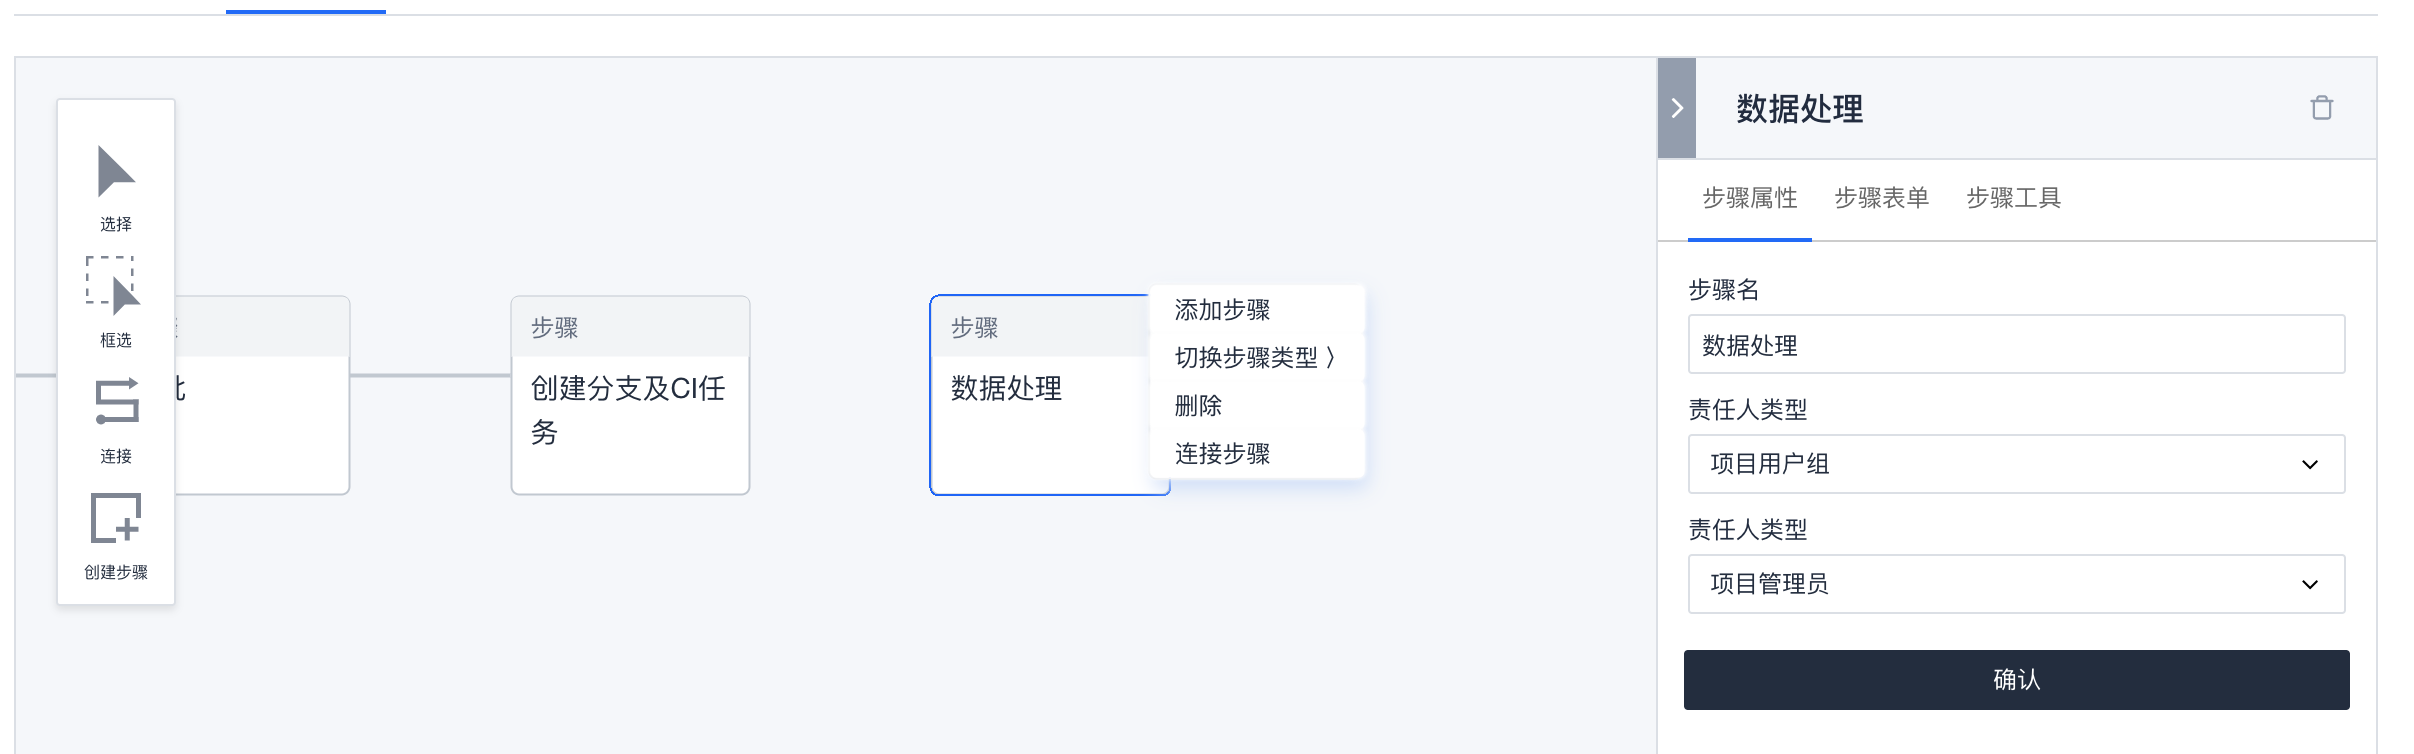 选择
框选
连接
创建步骤
步骤
创建分支及CI任
务
步骤
数据处理
添加步骤
切换步骤类型 〉
删除
连接步骤
数据处理
步骤属性 步骤表单 步骤工具
步骤名
数据处理
责任人类型
项目用户组
责任人类型
项目管理员
确认